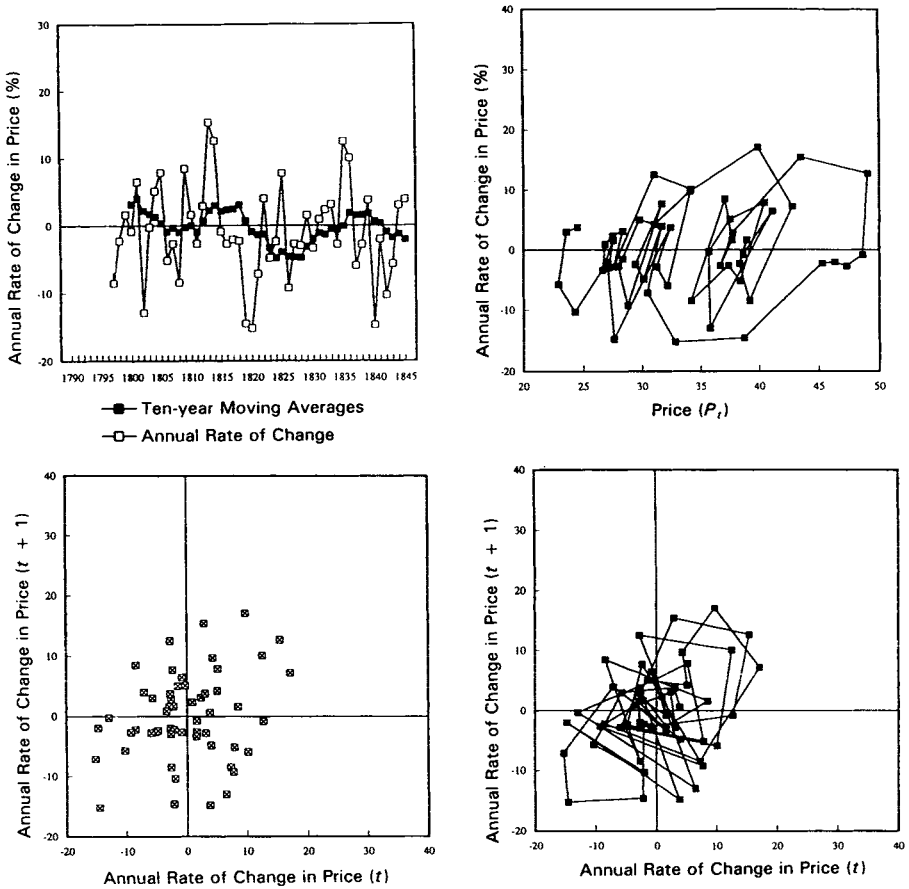 Annual Rate of Change in Price (%)
30
20
10
0
-10
-20
1790 1795 1800 1805 1810 1815 1820 1825 1830 1835 1840 1845
Ten-year Moving Averages
Annual Rate of Change
Annual Rate of Change in Price (%)
40
30
20
10
0
-10
-20
20 25 30 35 40 45 50
Price (Pt)
Annual Rate of Change in Price (t + 1)
40
30
20
10
0
-10
-20
-20 -10 0 10 20 30 40
Annual Rate of Change in Price (t)
Annual Rate of Change in Price (t + 1)
40
30
20
10
0
-10
-20
-20 -10 0 10 20 30 40
Annual Rate of Change in Price (t)